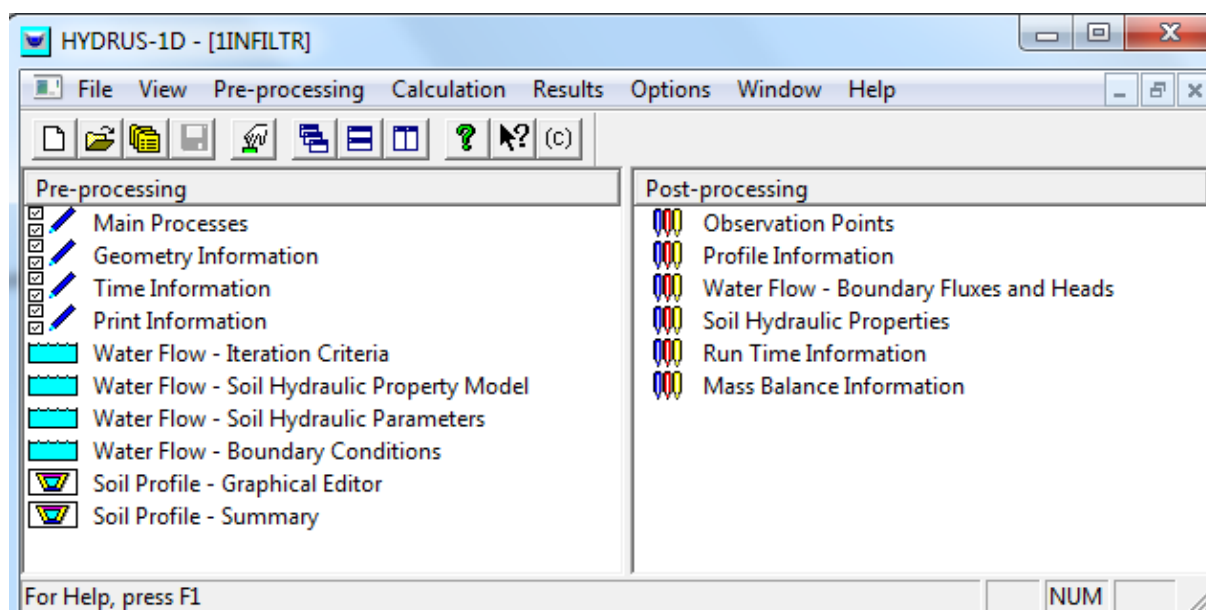 HYDRUS-1D - [1INFILTR]
File View Pre-processing Calculation Results Options Window Help
(c)
Pre-processing
Main Processes
Geometry Information
Time Information
Print Information
Water Flow - Iteration Criteria
Water Flow - Soil Hydraulic Property Model
Water Flow - Soil Hydraulic Parameters
Water Flow - Boundary Conditions
Soil Profile - Graphical Editor
Soil Profile - Summary
Post-processing
Observation Points
Profile Information
Water Flow - Boundary Fluxes and Heads
Soil Hydraulic Properties
Run Time Information
Mass Balance Information
For Help, press F1
NUM